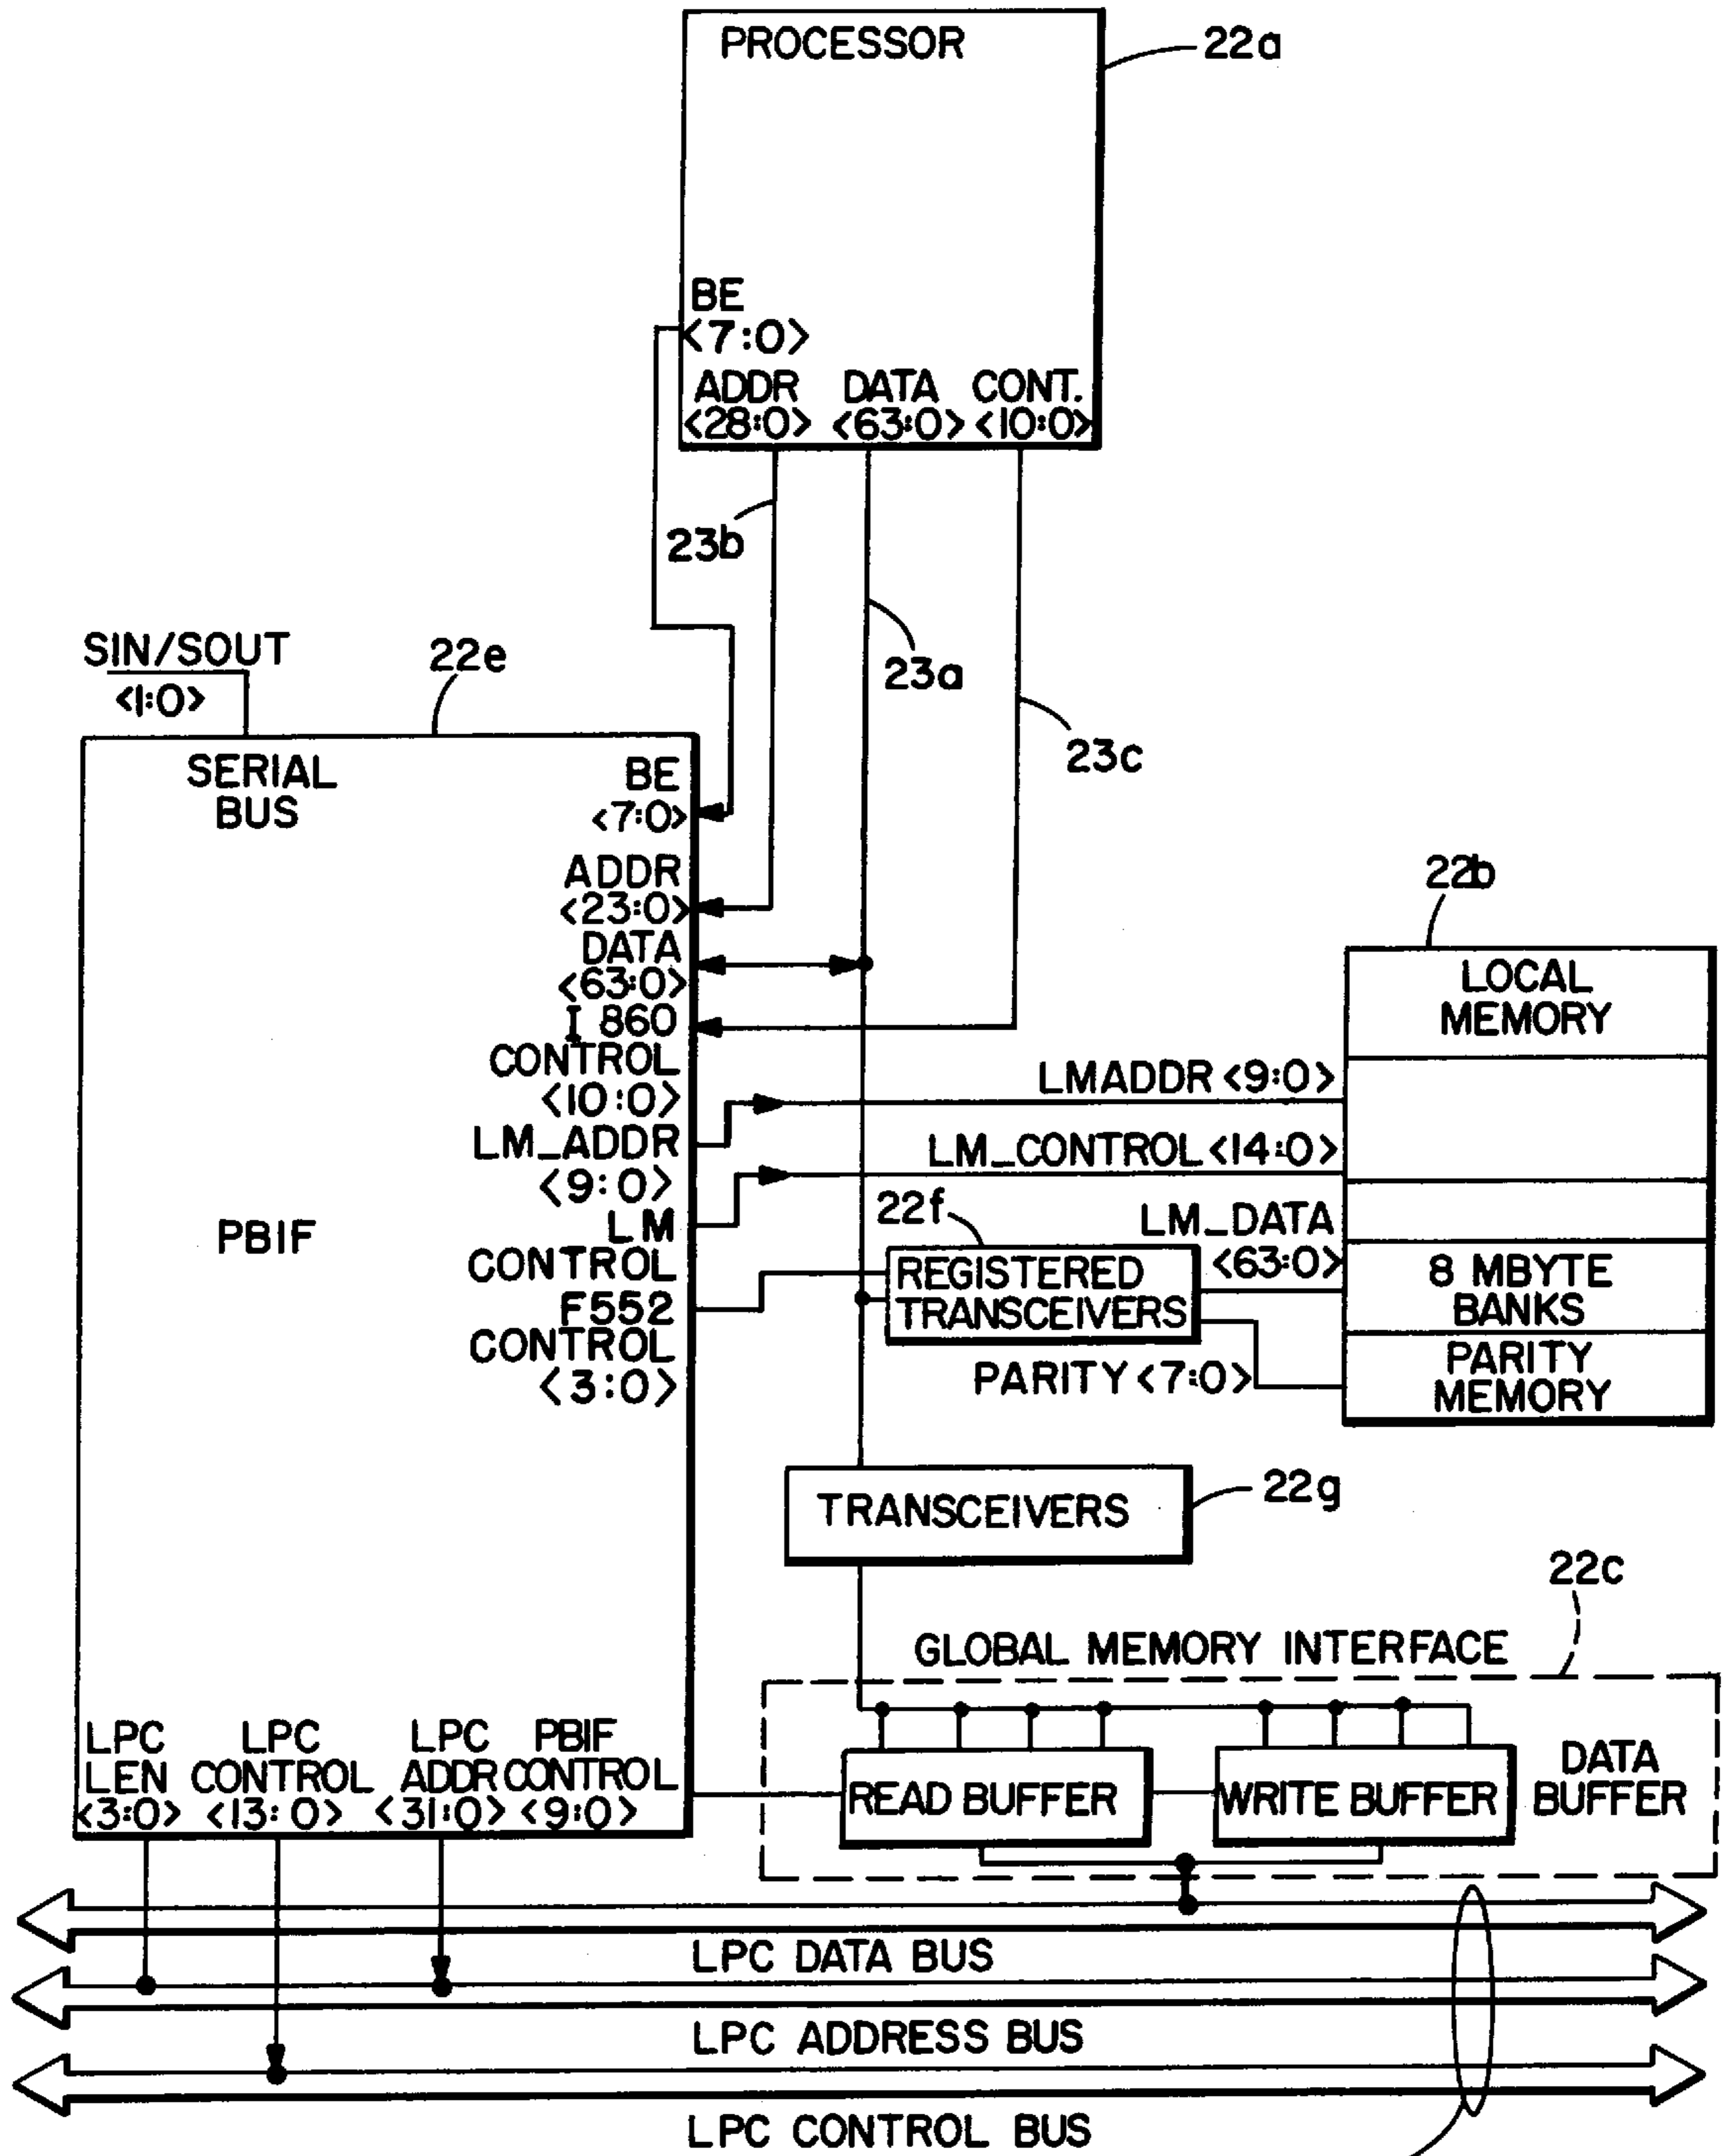 PROCESSOR
22a
BE
<7:0>
ADDR DATA CONT.
<28:0> <63:0> <10:0>
23b
23a
23c
SIN/SOUT
<1:0>
22e
SERIAL
BUS
BE
<7:0>
ADDR
<23:0>
DATA
<63:0>
I 860
CONTROL
<10:0>
LM_ADDR
<9:0>
LM
CONTROL
F552
CONTROL
<3:0>
PBIF
22b
LOCAL
MEMORY
LMADDR <9:0>
LM_CONTROL <14:0>
22f
LM_DATA
<63:0>
REGISTERED
TRANSCEIVERS
8 MBYTE
BANKS
PARITY <7:0>
PARITY
MEMORY
TRANSCEIVERS
22g
22c
GLOBAL MEMORY INTERFACE
LPC LPC LPC PBIF
LEN CONTROL ADDR CONTROL
<3:0> <13:0> <31:0> <9:0>
READ BUFFER
WRITE BUFFER
DATA
BUFFER
LPC DATA BUS
LPC ADDRESS BUS
LPC CONTROL BUS